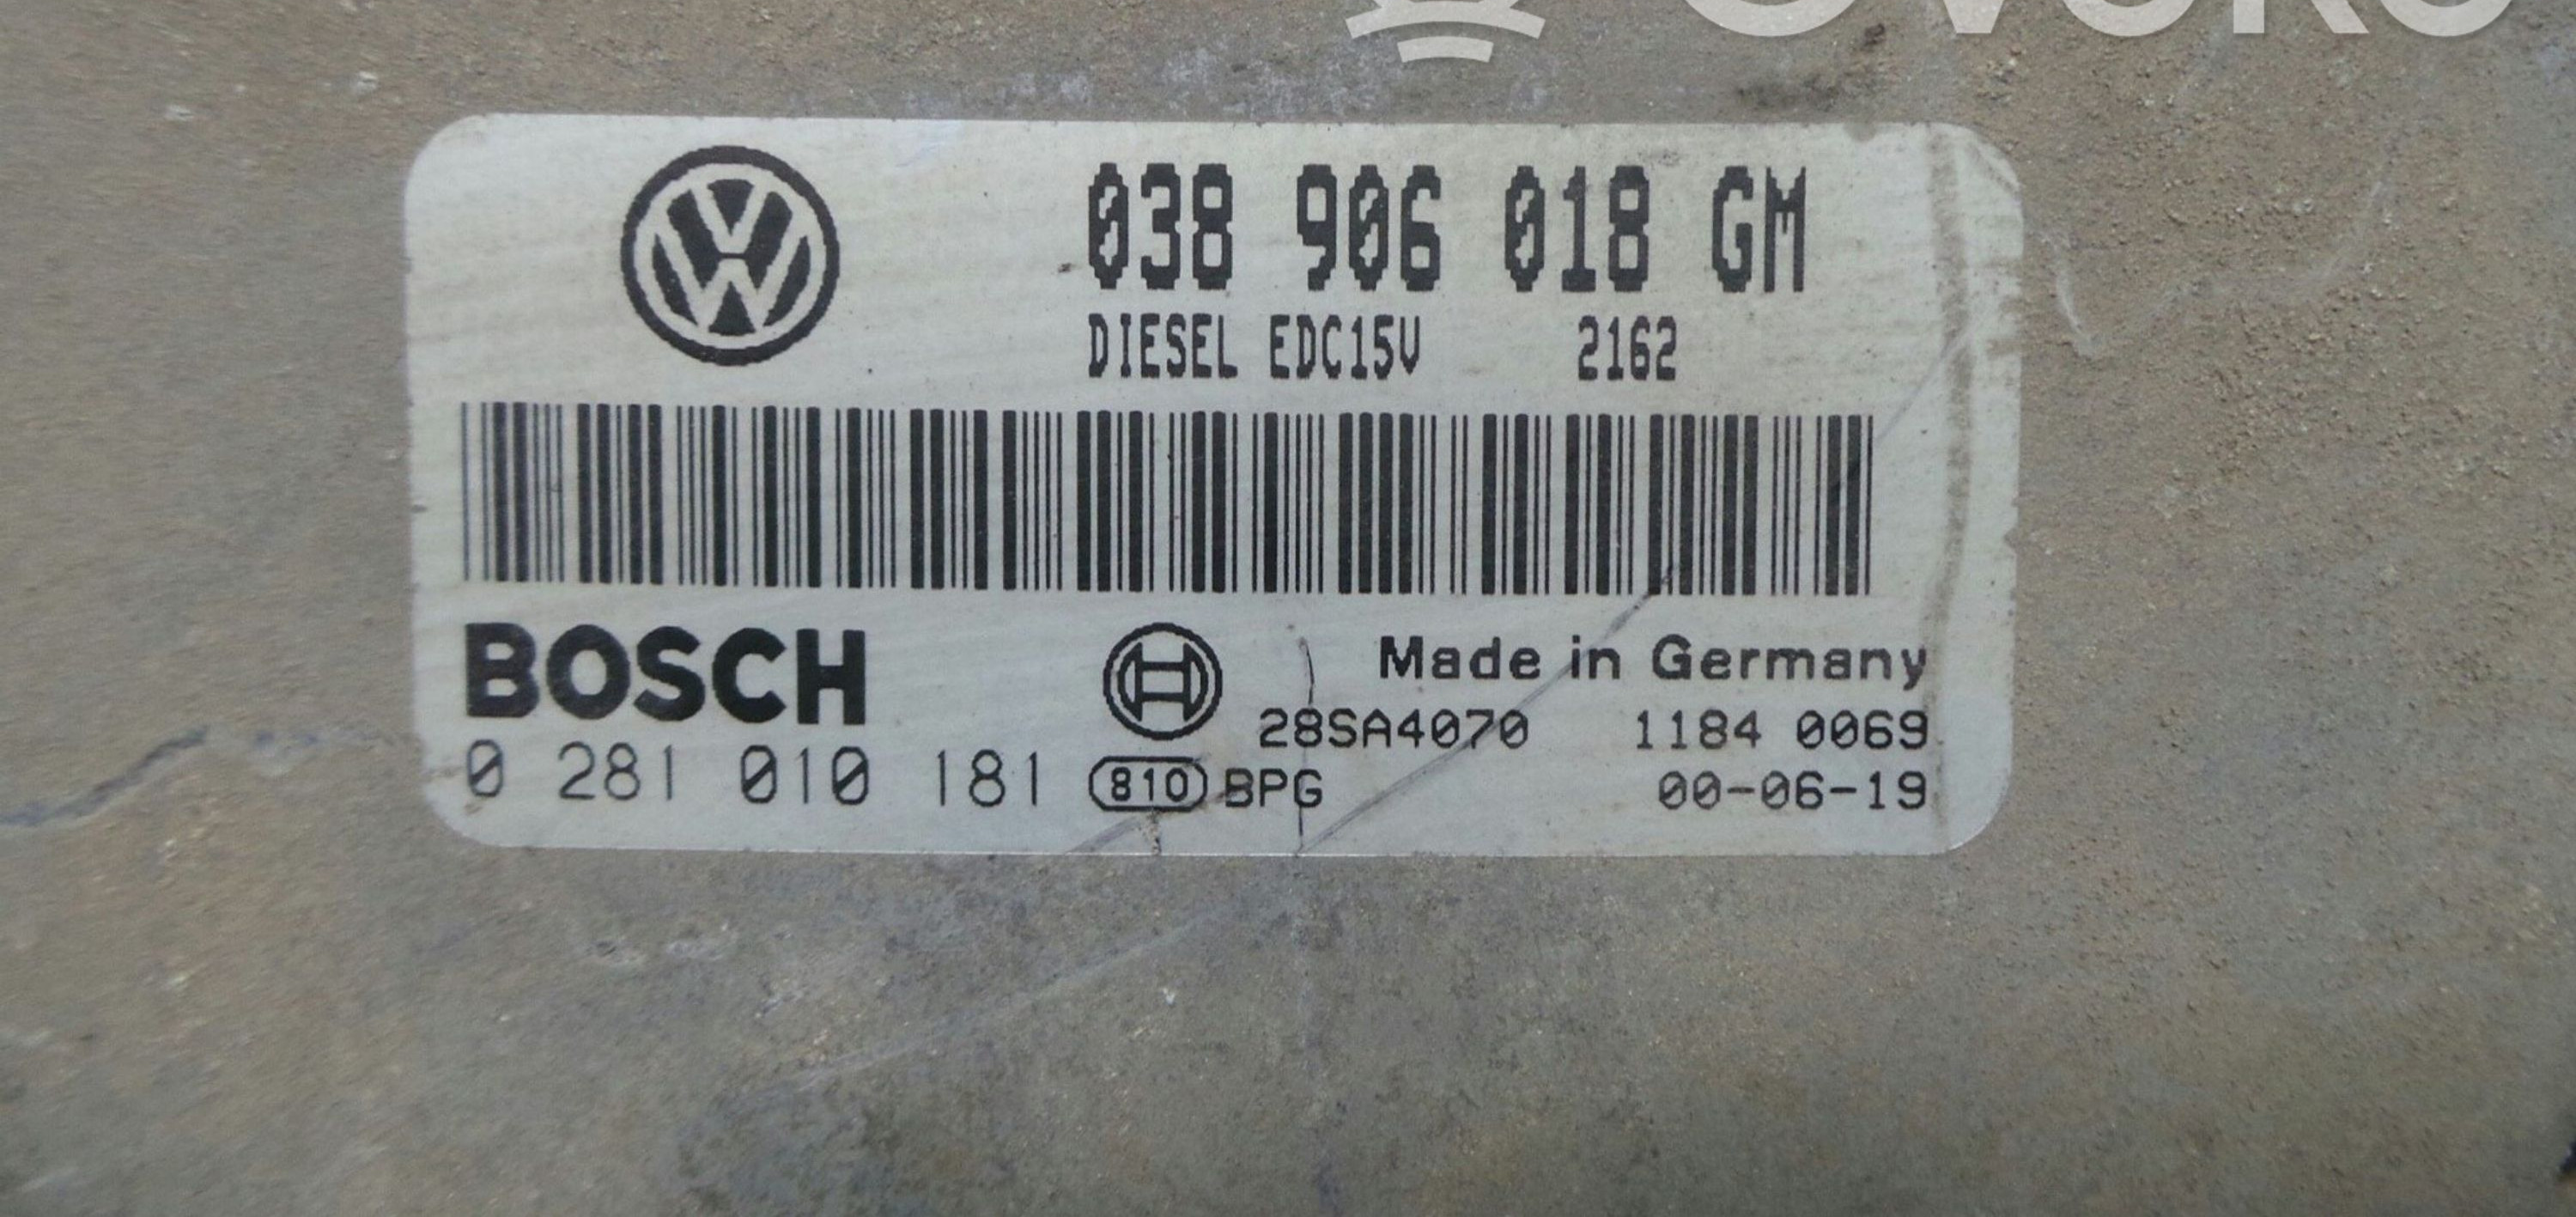 038 906 018 GM
DIESEL EDC15V 2162
BOSCH
Made in Germany
28SA4070 1184 0069
0 281 010 181 810 BPG 00-06-19